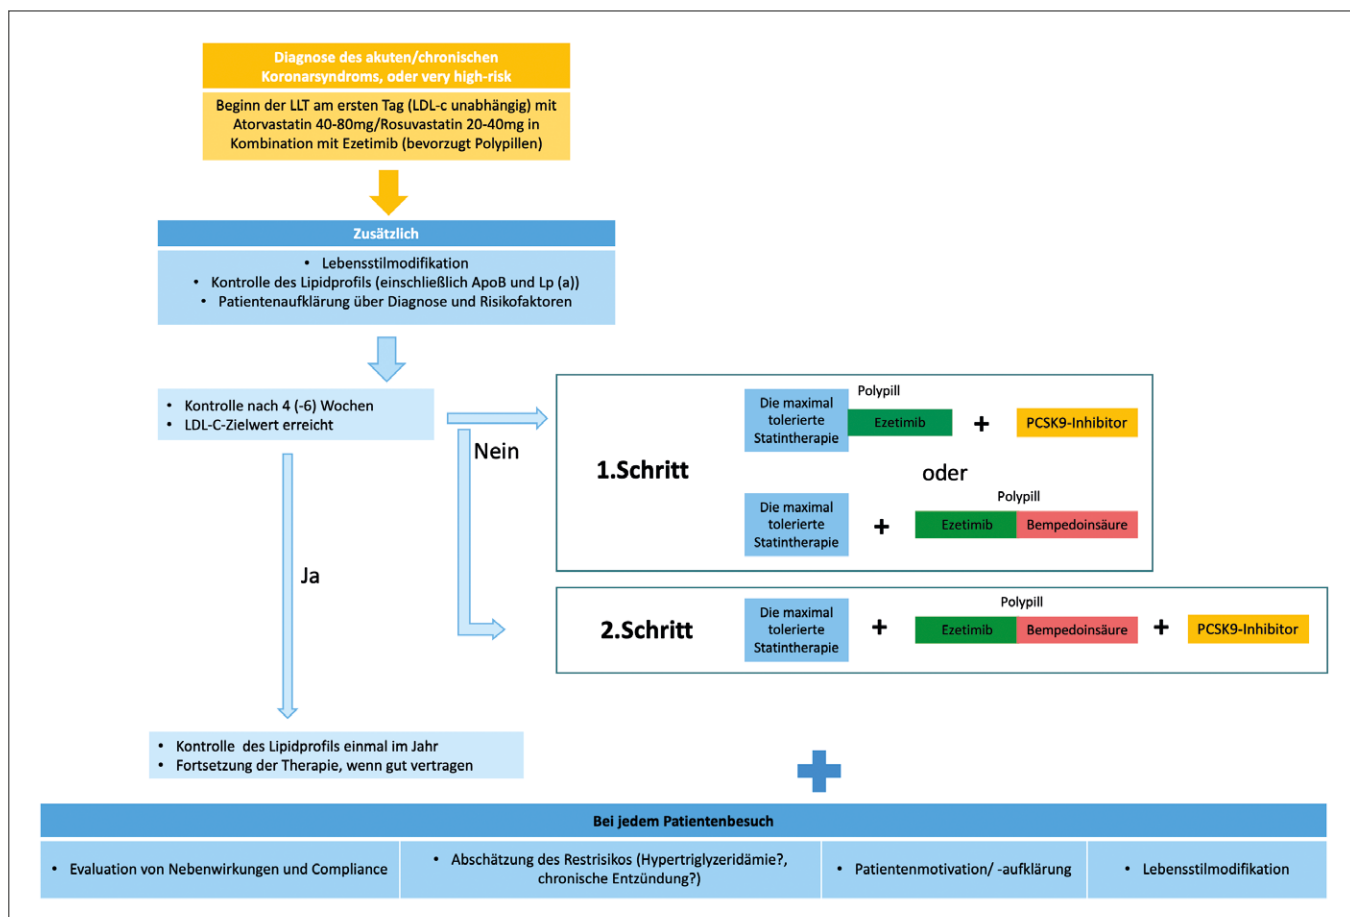 Diagnose des akuten/chronischen
Koronarsyndroms, oder very high-risk
Beginn der LLT am ersten Tag (LDL-c unabhängig) mit
Atorvastatin 40-80mg/Rosuvastatin 20-40mg in
Kombination mit Ezetimib (bevorzugt Polypillen)
Zusätzlich
• Lebensstilmodifikation
• Kontrolle des Lipidprofils (einschließlich ApoB und Lp (a))
• Patientenaufklärung über Diagnose und Risikofaktoren
• Kontrolle nach 4 (-6) Wochen
• LDL-C-Zielwert erreicht
Nein
Ja
1.Schritt
Polypill
Die maximal
tolerierte
Statintherapie
Ezetimib
+
PCSK9-Inhibitor
oder
Polypill
Die maximal
tolerierte
Statintherapie
+
Ezetimib
Bempedoinsäure
2.Schritt
Polypill
Die maximal
tolerierte
Statintherapie
+
Ezetimib
Bempedoinsäure
+
PCSK9-Inhibitor
• Kontrolle des Lipidprofils einmal im Jahr
• Fortsetzung der Therapie, wenn gut vertragen
Bei jedem Patientenbesuch
• Evaluation von Nebenwirkungen und Compliance
• Abschätzung des Restrisikos (Hypertriglyzeridämie?,
chronische Entzündung?)
• Patientenmotivation/ -aufklärung
• Lebensstilmodifikation